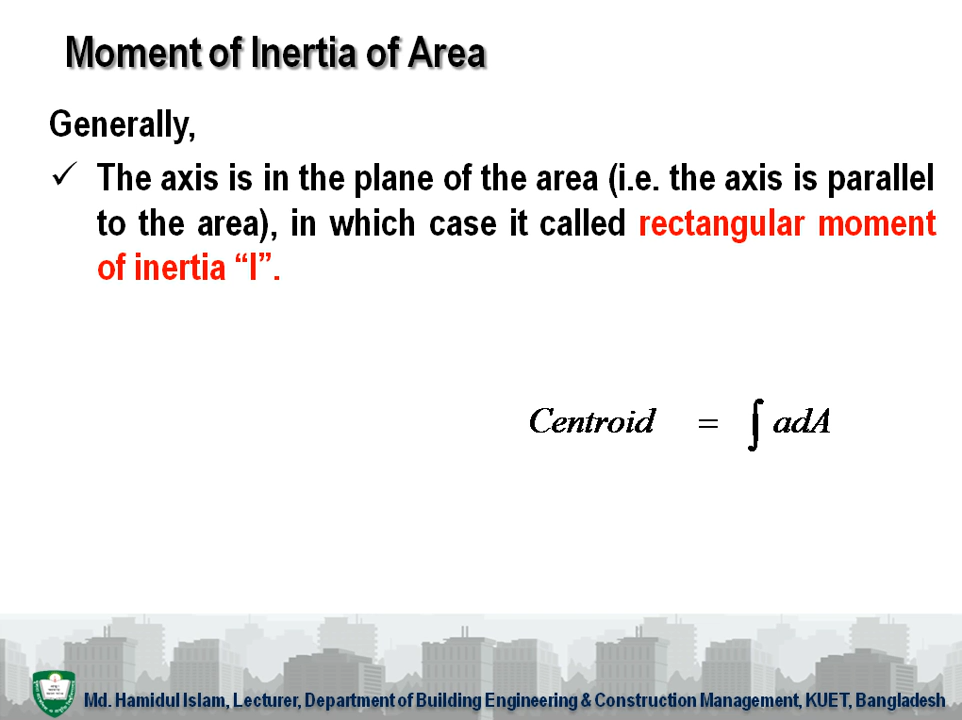 Moment of Inertia of Area
Generally,
✓ The axis is in the plane of the area (i.e. the axis is parallel
to the area), in which case it called rectangular moment
of inertia “I”.
Centroid = ∫ adA
Md. Hamidul Islam, Lecturer, Department of Building Engineering & Construction Management, KUET, Bangladesh